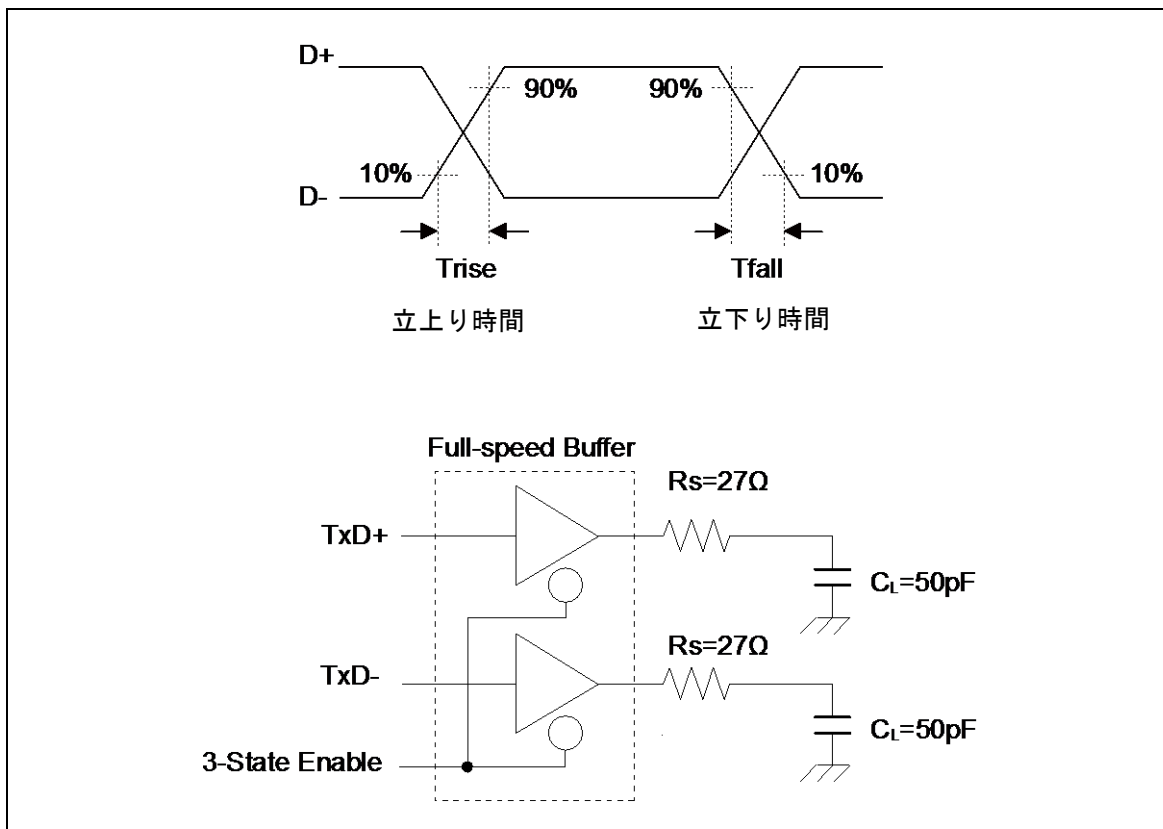 D+
90%
90%
10%
10%
D-
Trise
Tfall
立上り時間
立下り時間
Full-speed Buffer
Rs=27Ω
TxD+
CL=50pF
Rs=27Ω
TxD-
CL=50pF
3-State Enable